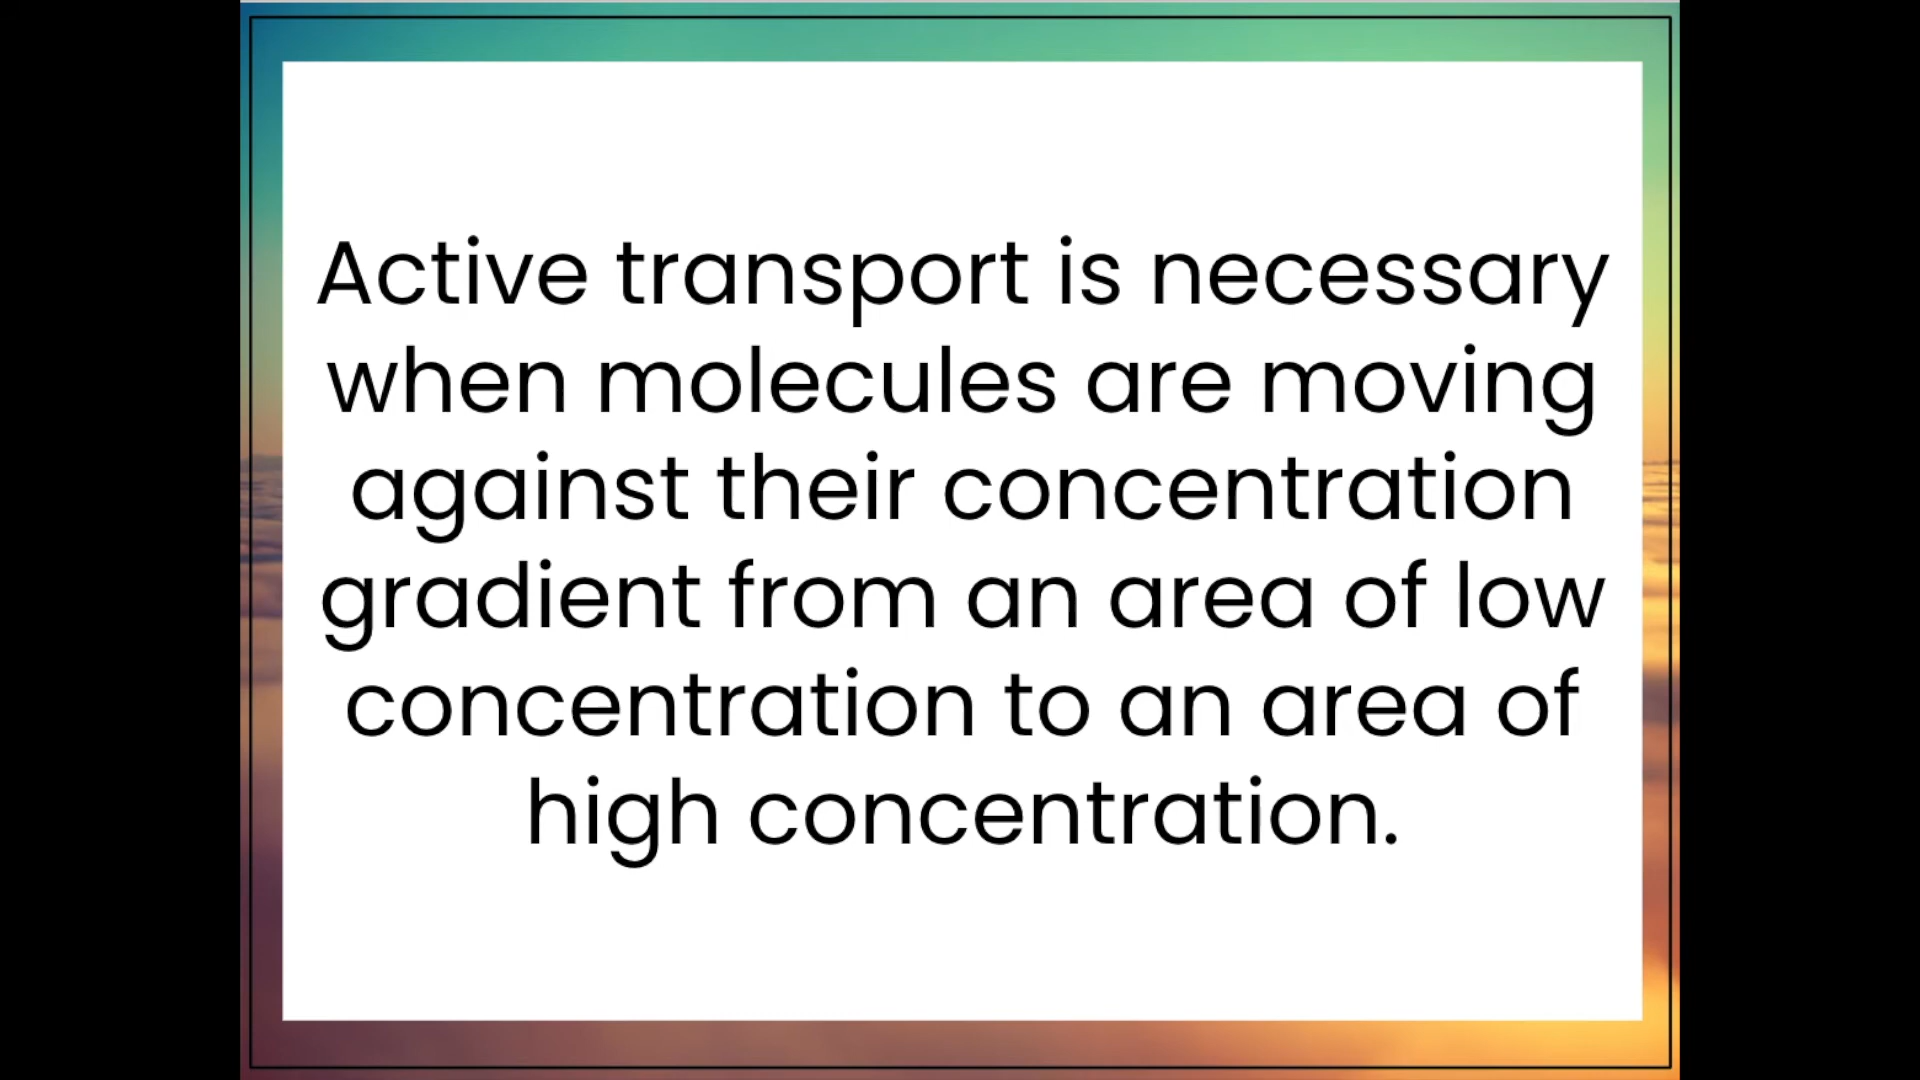 Active transport is necessary
when molecules are moving
against their concentration
gradient from an area of low
concentration to an area of
high concentration.